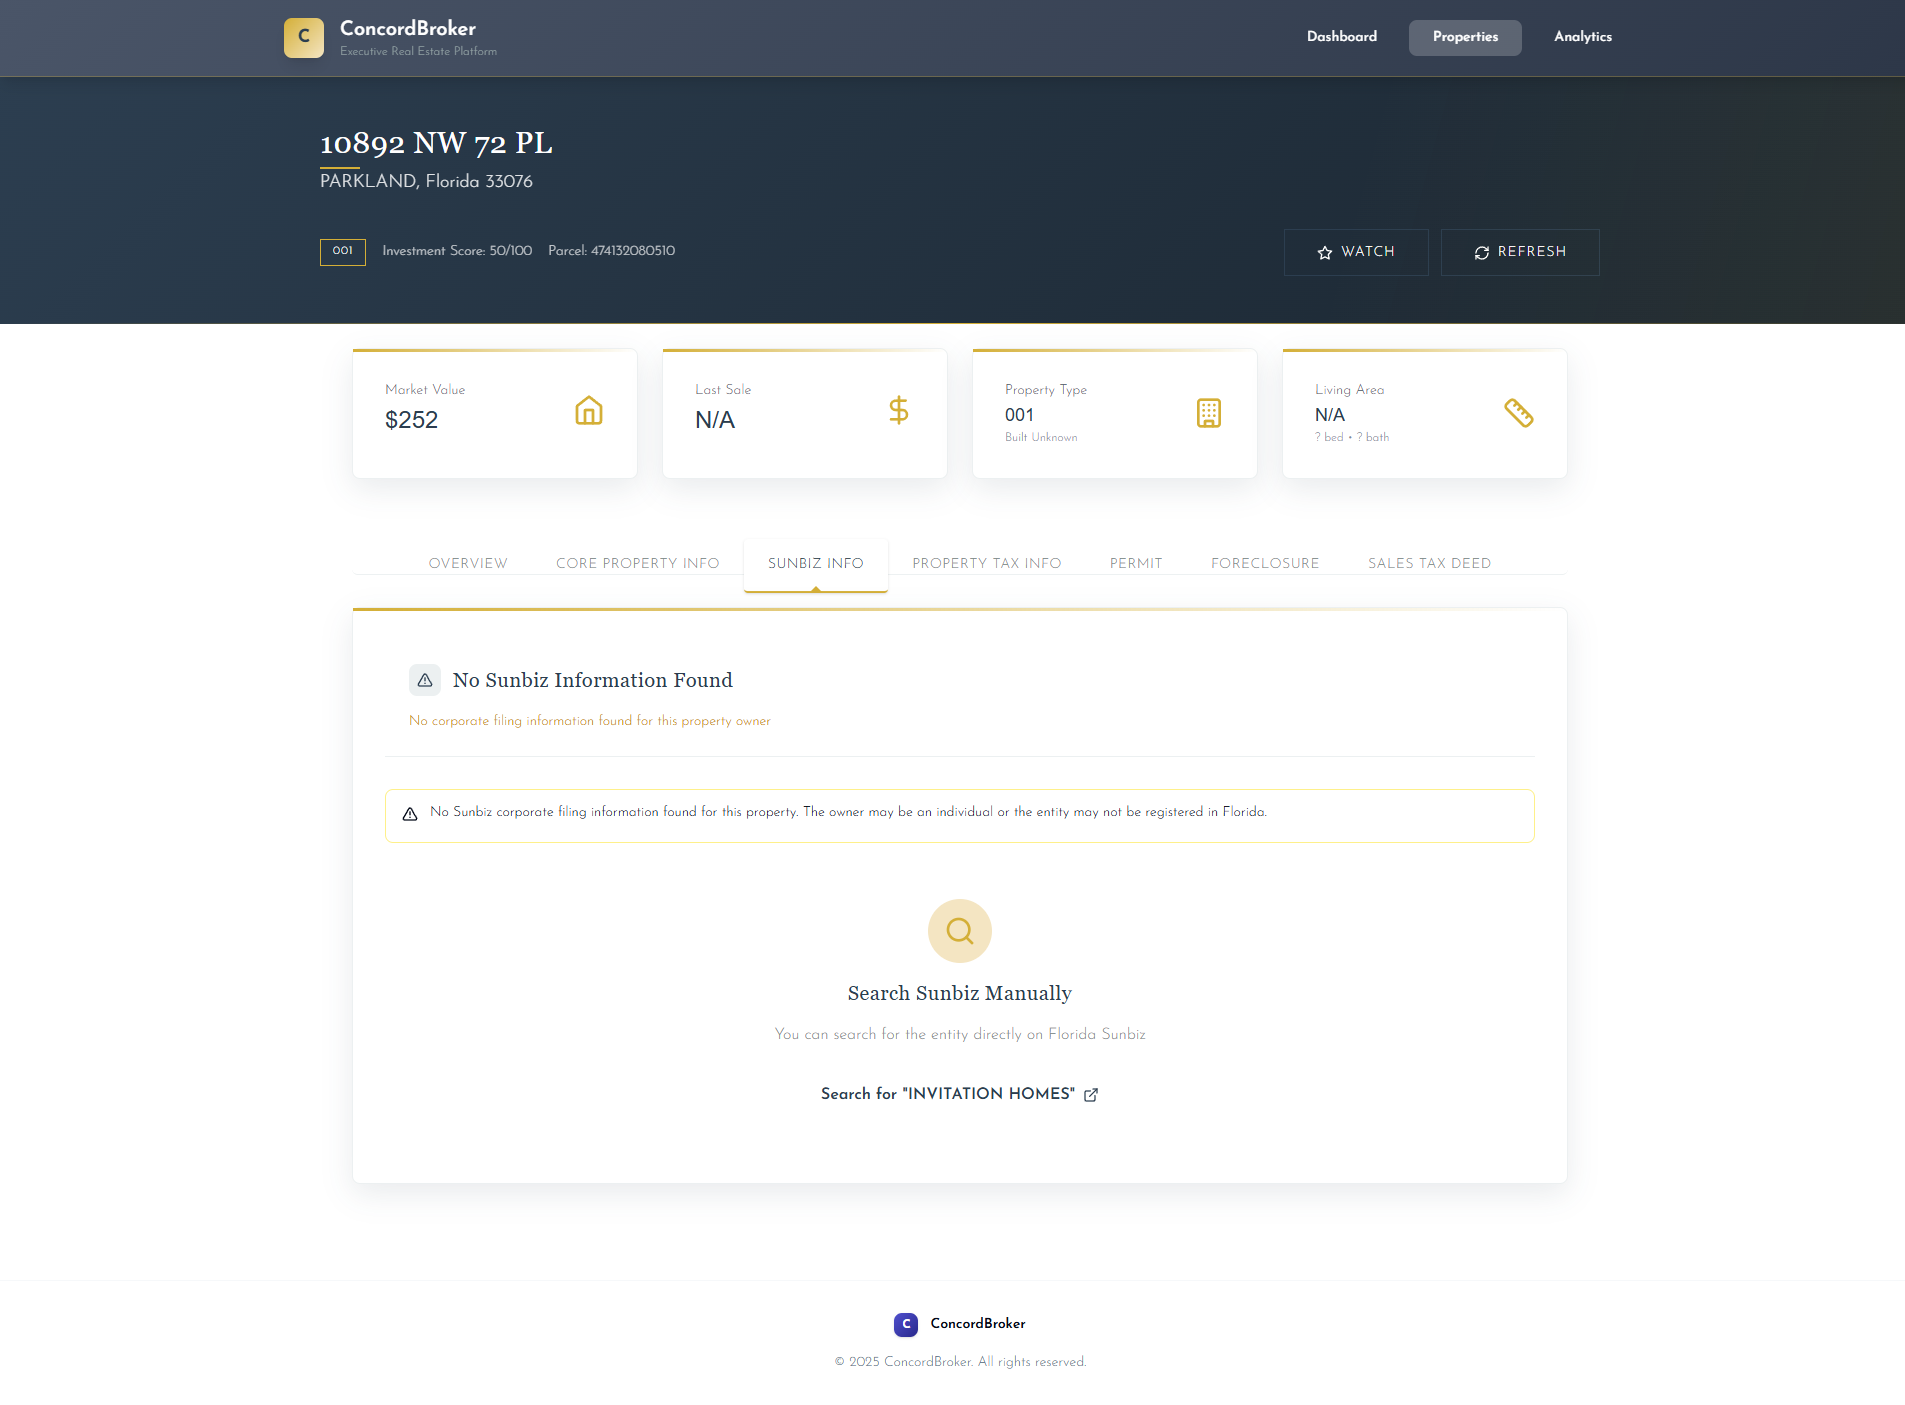 C
ConcordBroker
Executive Real Estate Platform
Dashboard
Properties
Analytics
10892 NW 72 PL
PARKLAND, Florida 33076
001
Investment Score: 50/100
Parcel: 474132080510
WATCH
REFRESH
Market Value
$252
Last Sale
N/A
Property Type
001
Built Unknown
Living Area
N/A
? bed • ? bath
OVERVIEW
CORE PROPERTY INFO
SUNBIZ INFO
PROPERTY TAX INFO
PERMIT
FORECLOSURE
SALES TAX DEED
No Sunbiz Information Found
No corporate filing information found for this property owner
No Sunbiz corporate filing information found for this property. The owner may be an individual or the entity may not be registered in Florida.
Search Sunbiz Manually
You can search for the entity directly on Florida Sunbiz
Search for "INVITATION HOMES"
C
ConcordBroker
© 2025 ConcordBroker. All rights reserved.